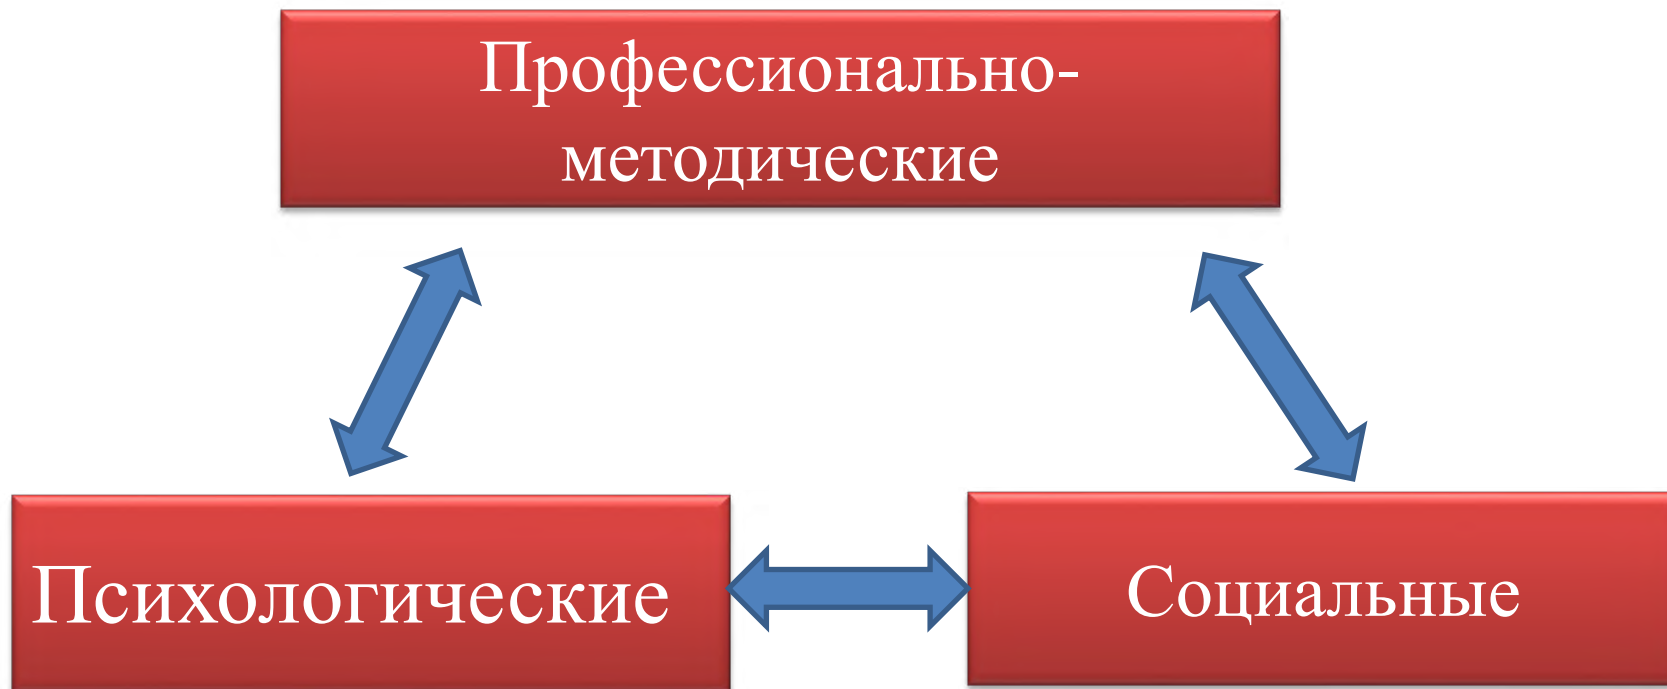 Профессионально-
методические
Психологические
Социальные